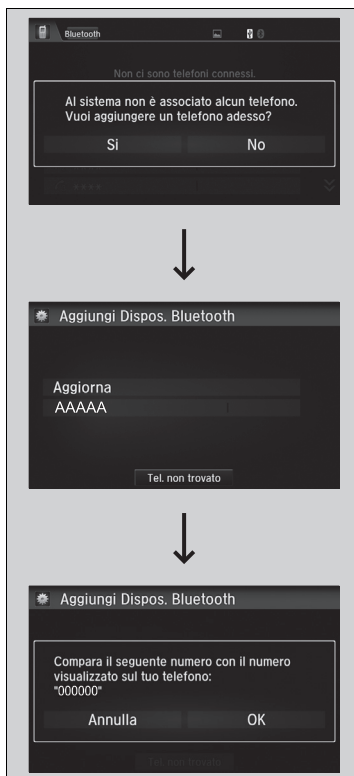 Bluetooth
Non ci sono telefoni connessi.
Al sistema non è associato alcun telefono.
Vuoi aggiungere un telefono adesso?
Si No
Aggiungi Dispos. Bluetooth
Aggiorna
AAAAA
Tel. non trovato
Aggiungi Dispos. Bluetooth
Compara il seguente numero con il numero
visualizzato sul tuo telefono:
"000000"
Annulla OK
Tel. non trovato